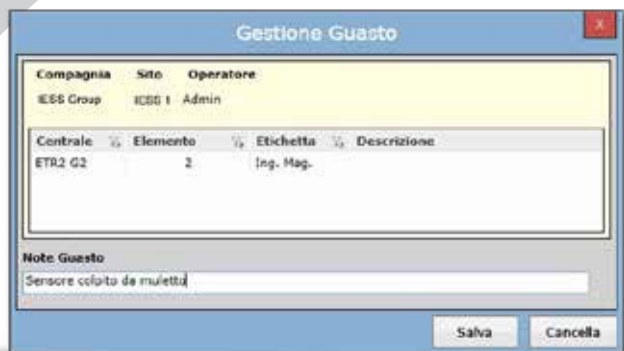 Gestione Guasto
X
Compagnia Sito Operatore
ICSS Group ICSS 1 Admin
Centrale Elemento Etichetta Descrizione
ETR2 G2 2 Ing. Mag.
Note Guasto
Sensore colpito da muletto
Salva Cancella